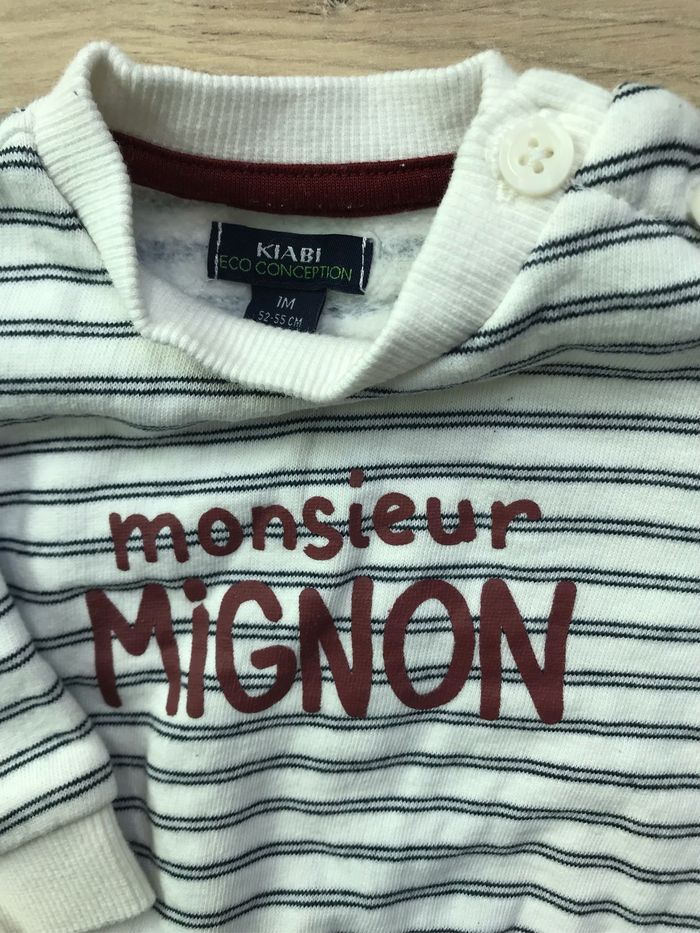 KIABI
ECO CONCEPTION
1M
52-55 CM
monsieur
MiGNON